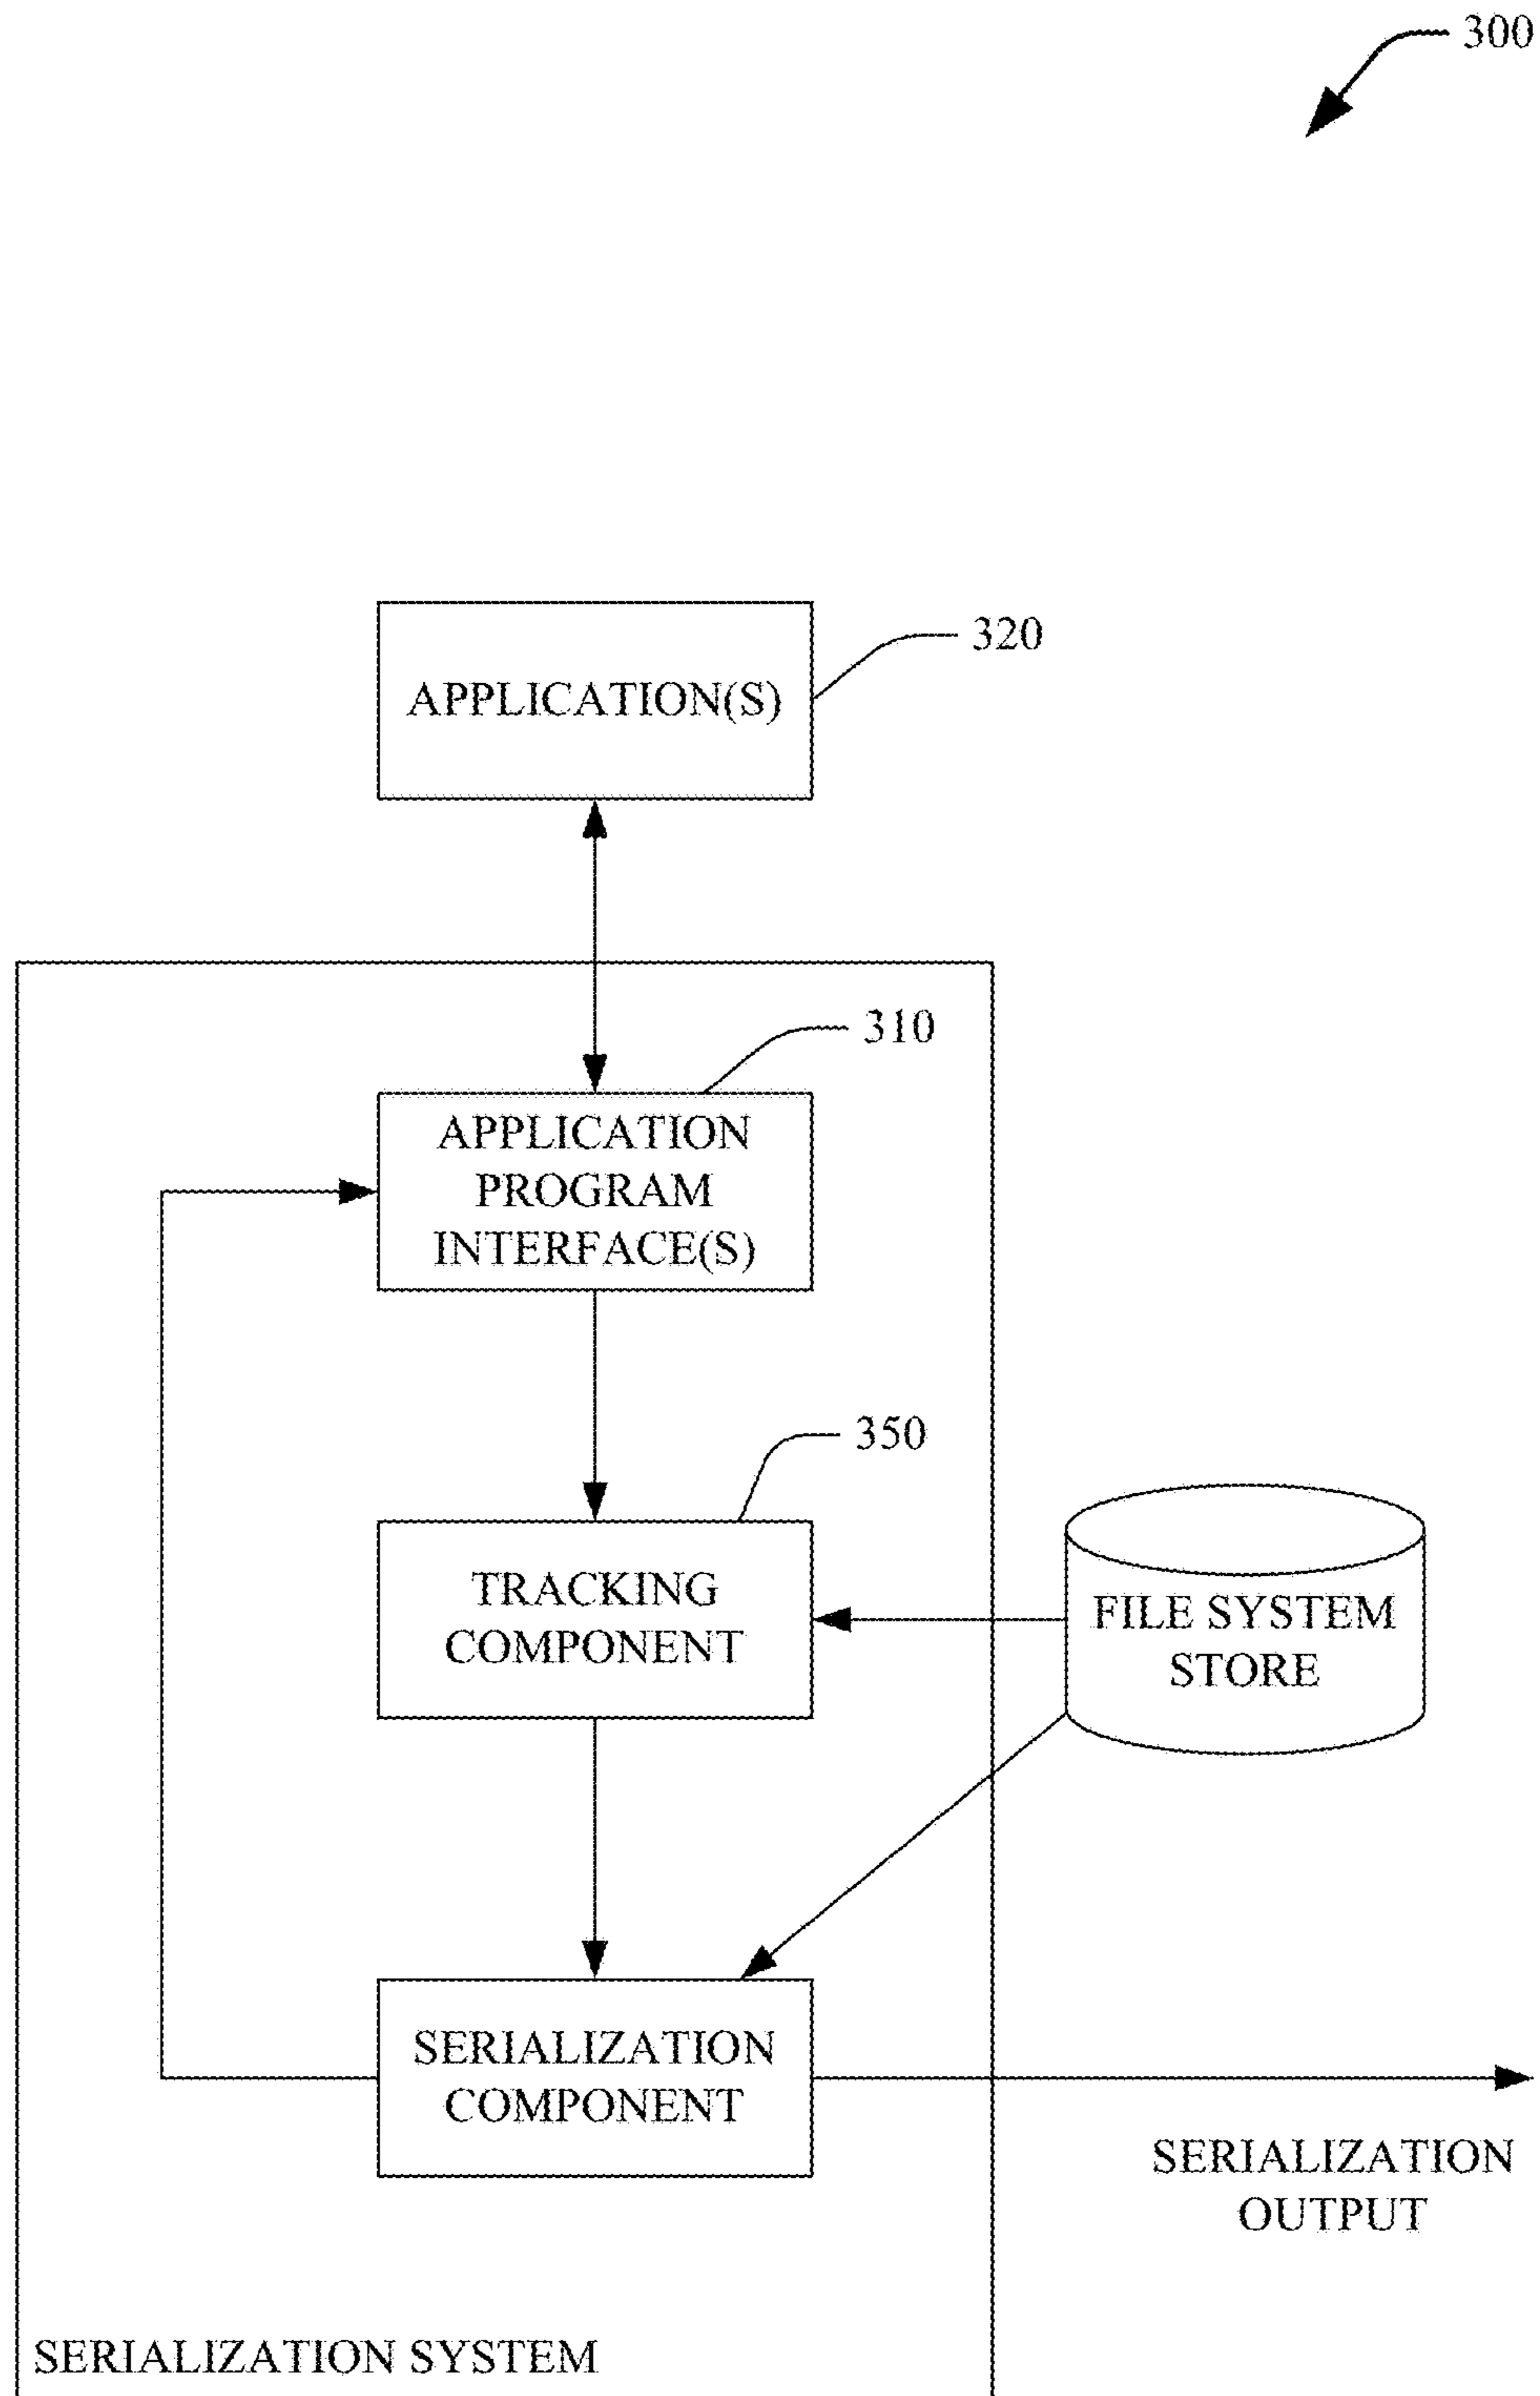 300
APPLICATION(S)
320
310
APPLICATION
PROGRAM
INTERFACE(S)
350
TRACKING
COMPONENT
FILE SYSTEM
STORE
SERIALIZATION
COMPONENT
SERIALIZATION
OUTPUT
SERIALIZATION SYSTEM